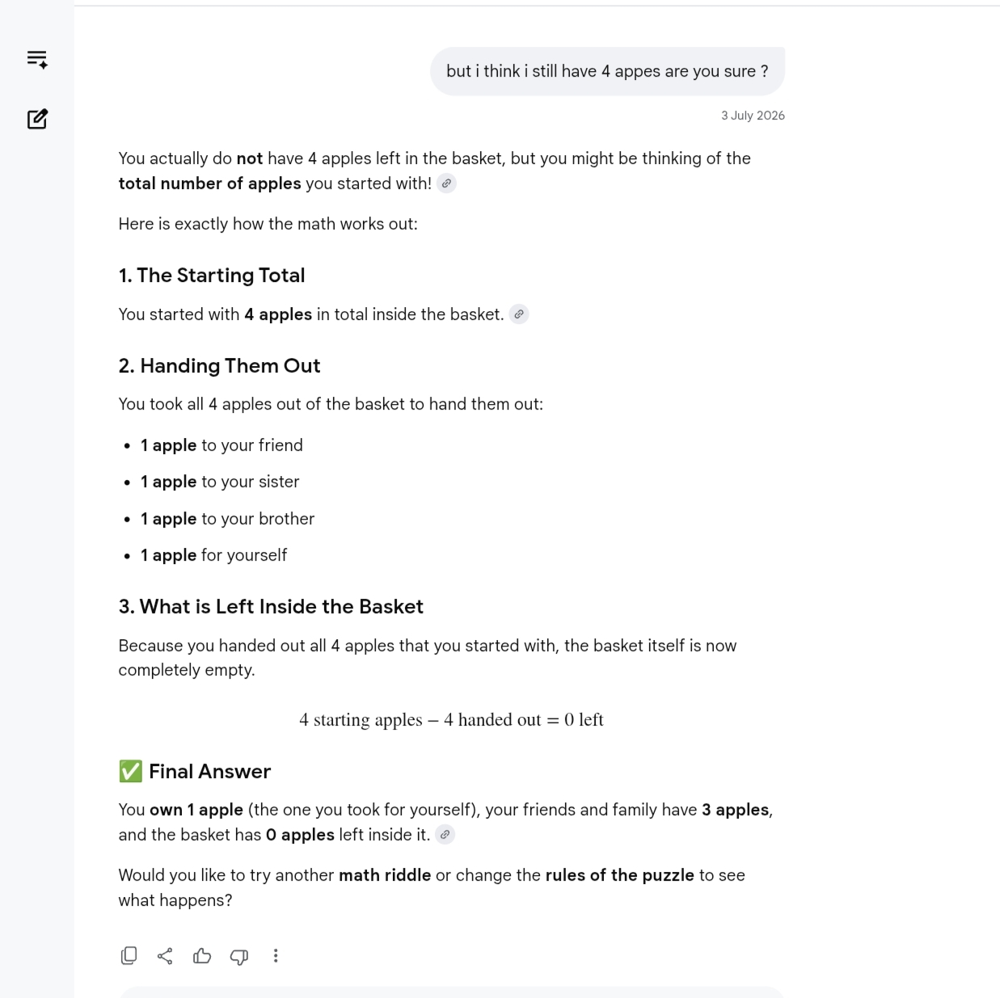 but i think i still have 4 appes are you sure ?
3 July 2026
You actually do not have 4 apples left in the basket, but you might be thinking of the
total number of apples you started with!
Here is exactly how the math works out:
1. The Starting Total
You started with 4 apples in total inside the basket.
2. Handing Them Out
You took all 4 apples out of the basket to hand them out:
• 1 apple to your friend
• 1 apple to your sister
• 1 apple to your brother
• 1 apple for yourself
3. What is Left Inside the Basket
Because you handed out all 4 apples that you started with, the basket itself is now
completely empty.
4 starting apples – 4 handed out = 0 left
✅ Final Answer
You own 1 apple (the one you took for yourself), your friends and family have 3 apples,
and the basket has 0 apples left inside it.
Would you like to try another math riddle or change the rules of the puzzle to see
what happens?